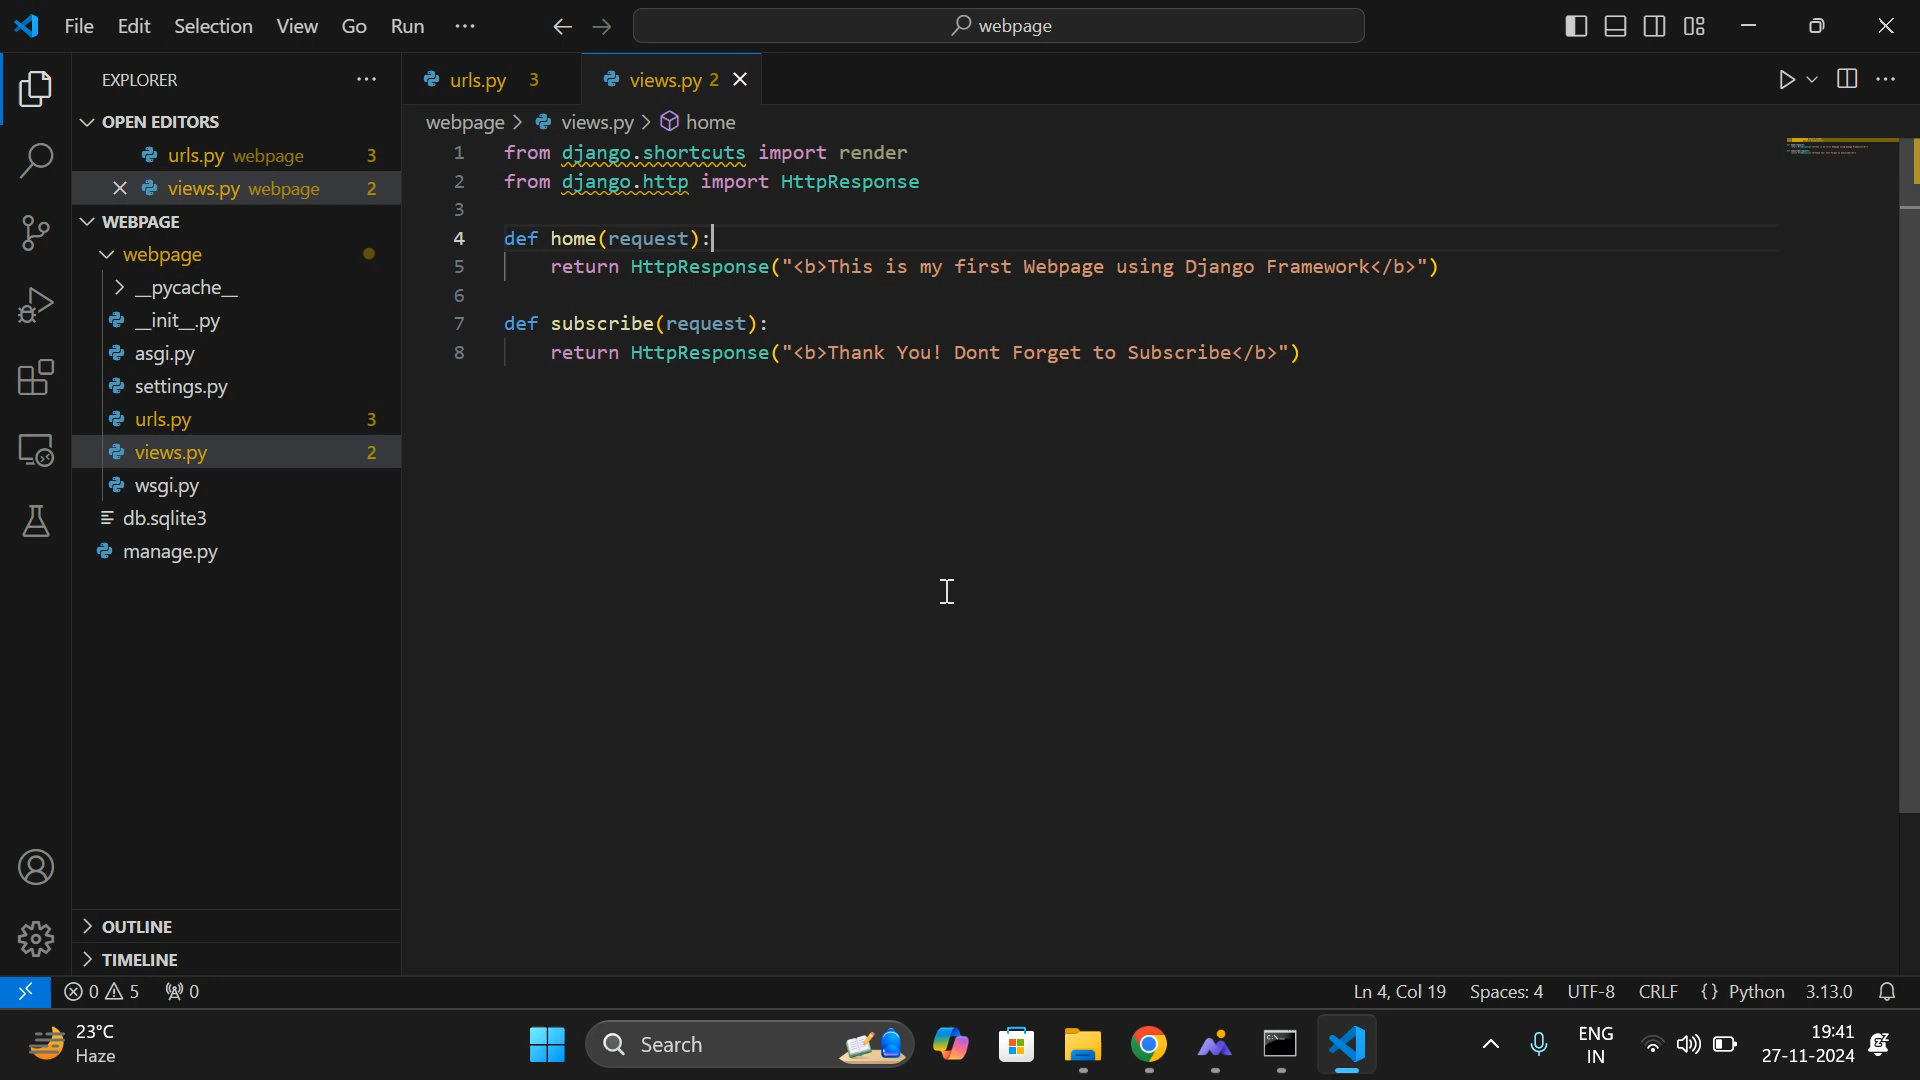 File Edit Selection View Go Run ··· webpage
EXPLORER ···
urls.py 3 views.py 2
OPEN EDITORS
urls.py webpage 3
views.py webpage 2
WEBPAGE
webpage
__pycache__
__init__.py
asgi.py
settings.py
urls.py 3
views.py 2
wsgi.py
db.sqlite3
manage.py
OUTLINE
TIMELINE
webpage > views.py > home
1 from django.shortcuts import render
2 from django.http import HttpResponse
3
4 def home(request):
5 return HttpResponse("<b>This is my first Webpage using Django Framework</b>")
6
7 def subscribe(request):
8 return HttpResponse("<b>Thank You! Dont Forget to Subscribe</b>")
0 5 0 Ln 4, Col 19 Spaces: 4 UTF-8 CRLF {} Python 3.13.0
23°C
Haze
Search
ENG
IN
19:41
27-11-2024